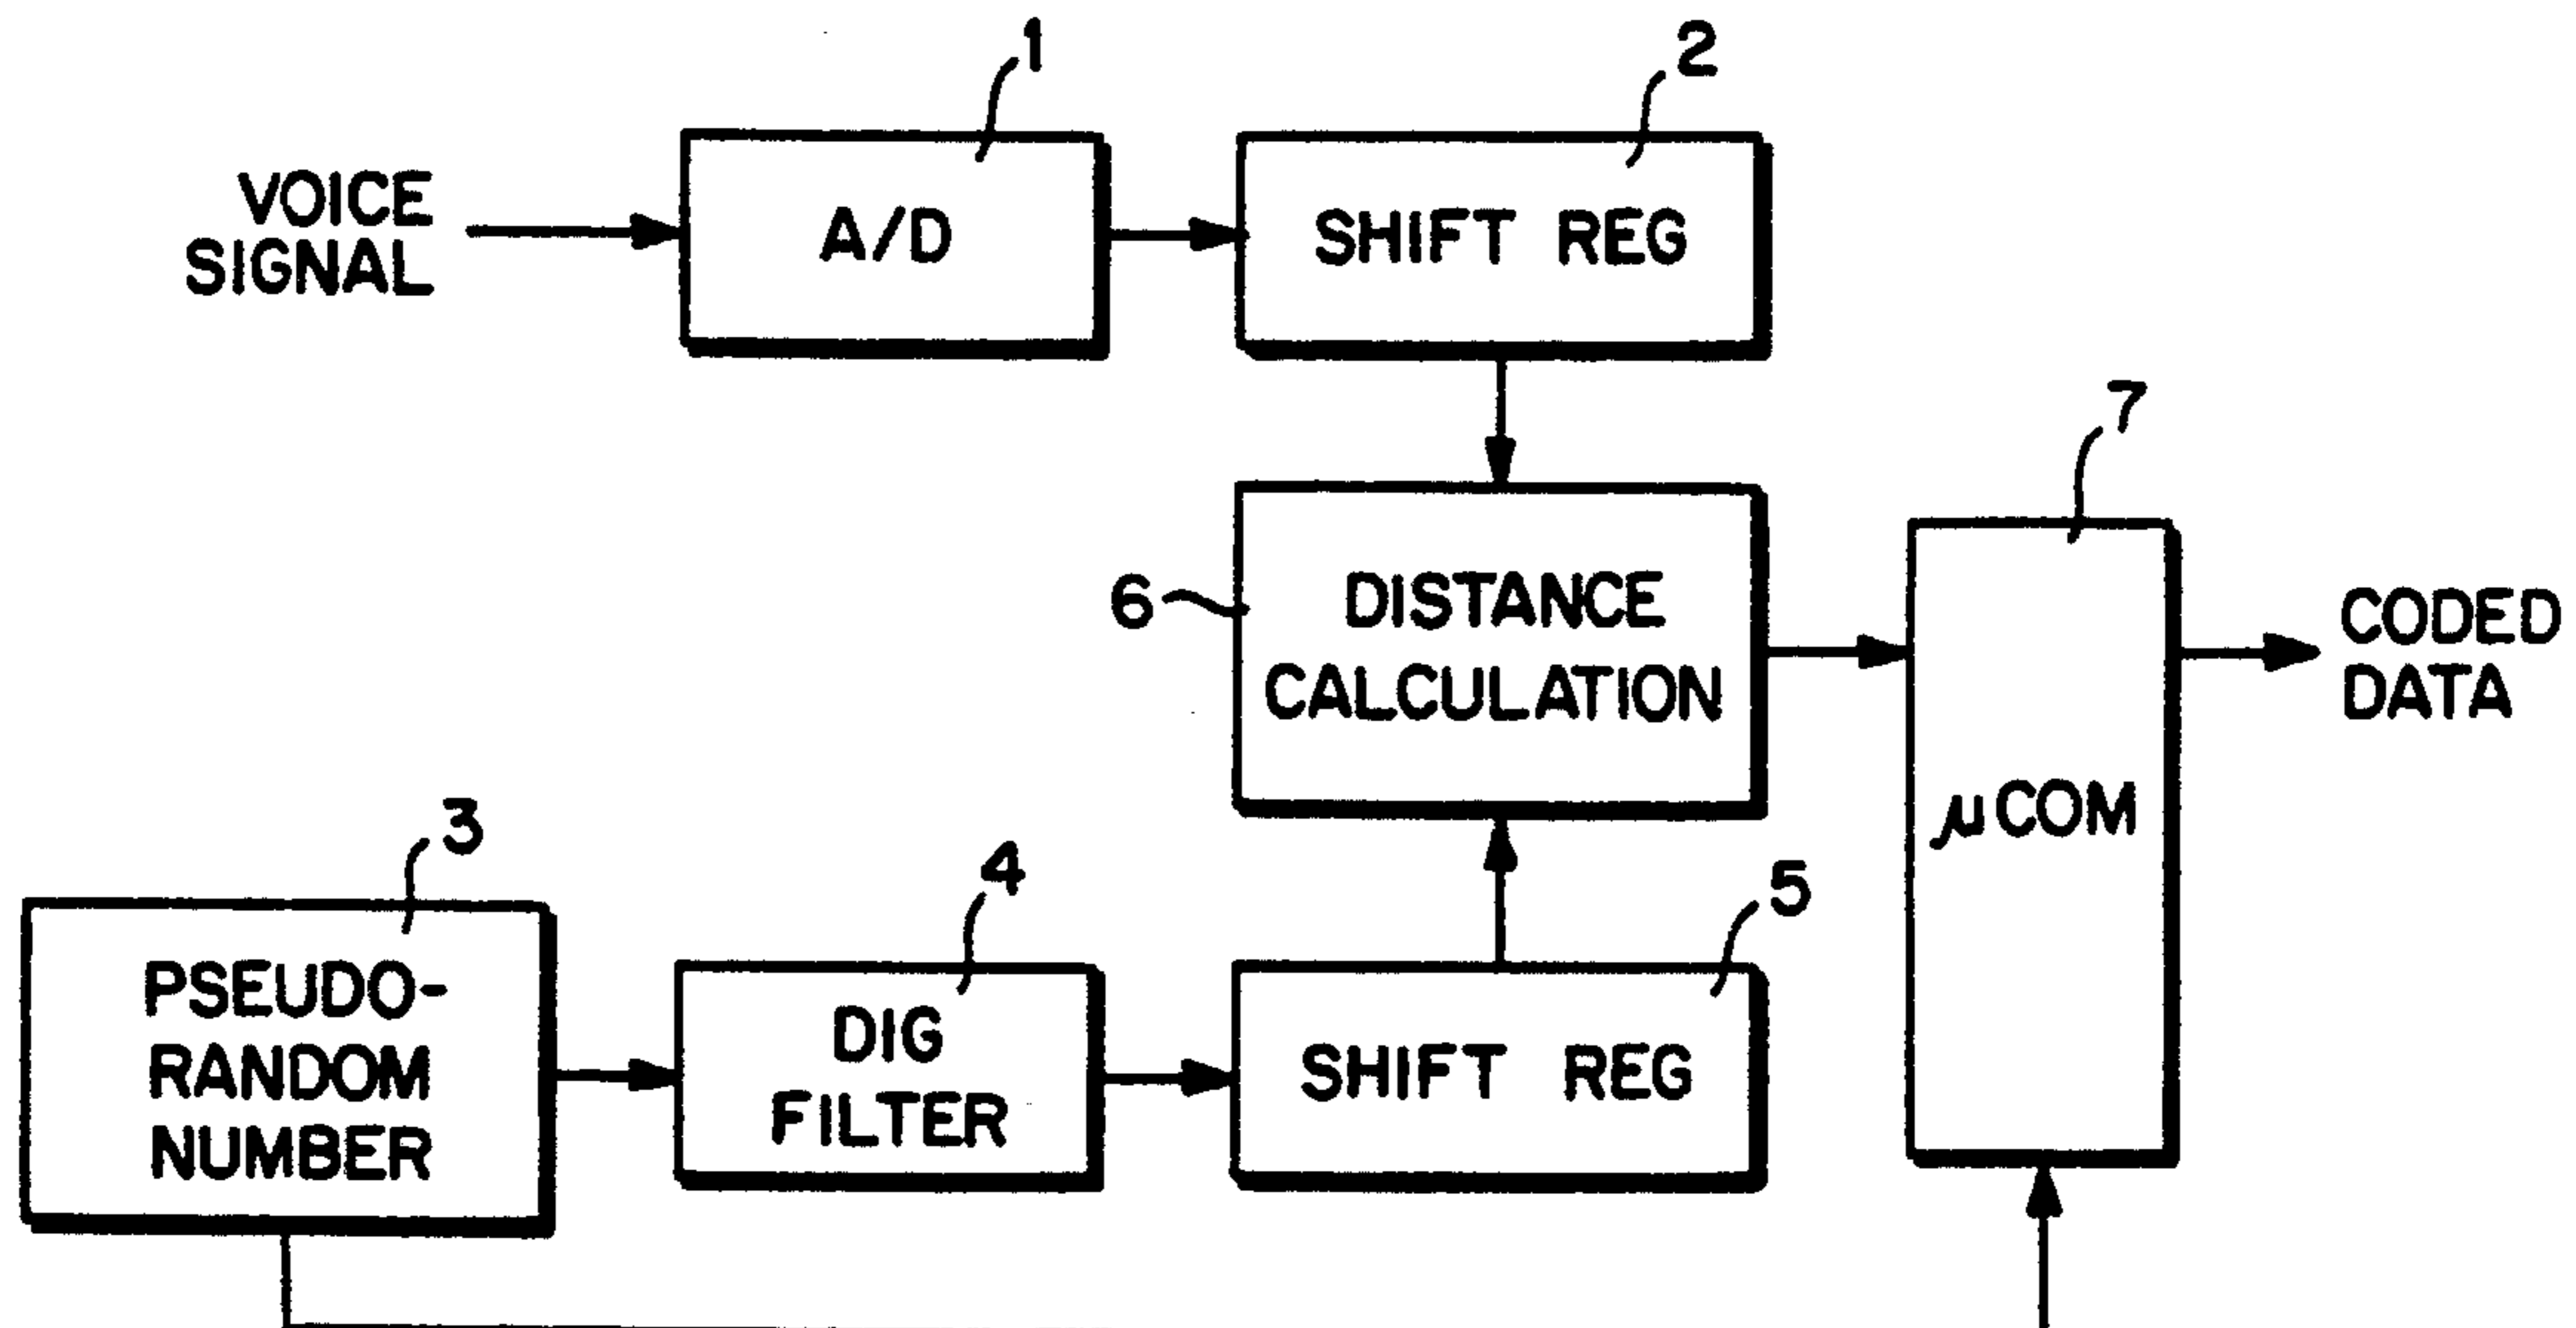 1
2
VOICE
SIGNAL
A/D
SHIFT REG
7
6
DISTANCE
CALCULATION
CODED
DATA
μCOM
3
4
5
PSEUDO-
RANDOM
NUMBER
DIG
FILTER
SHIFT REG